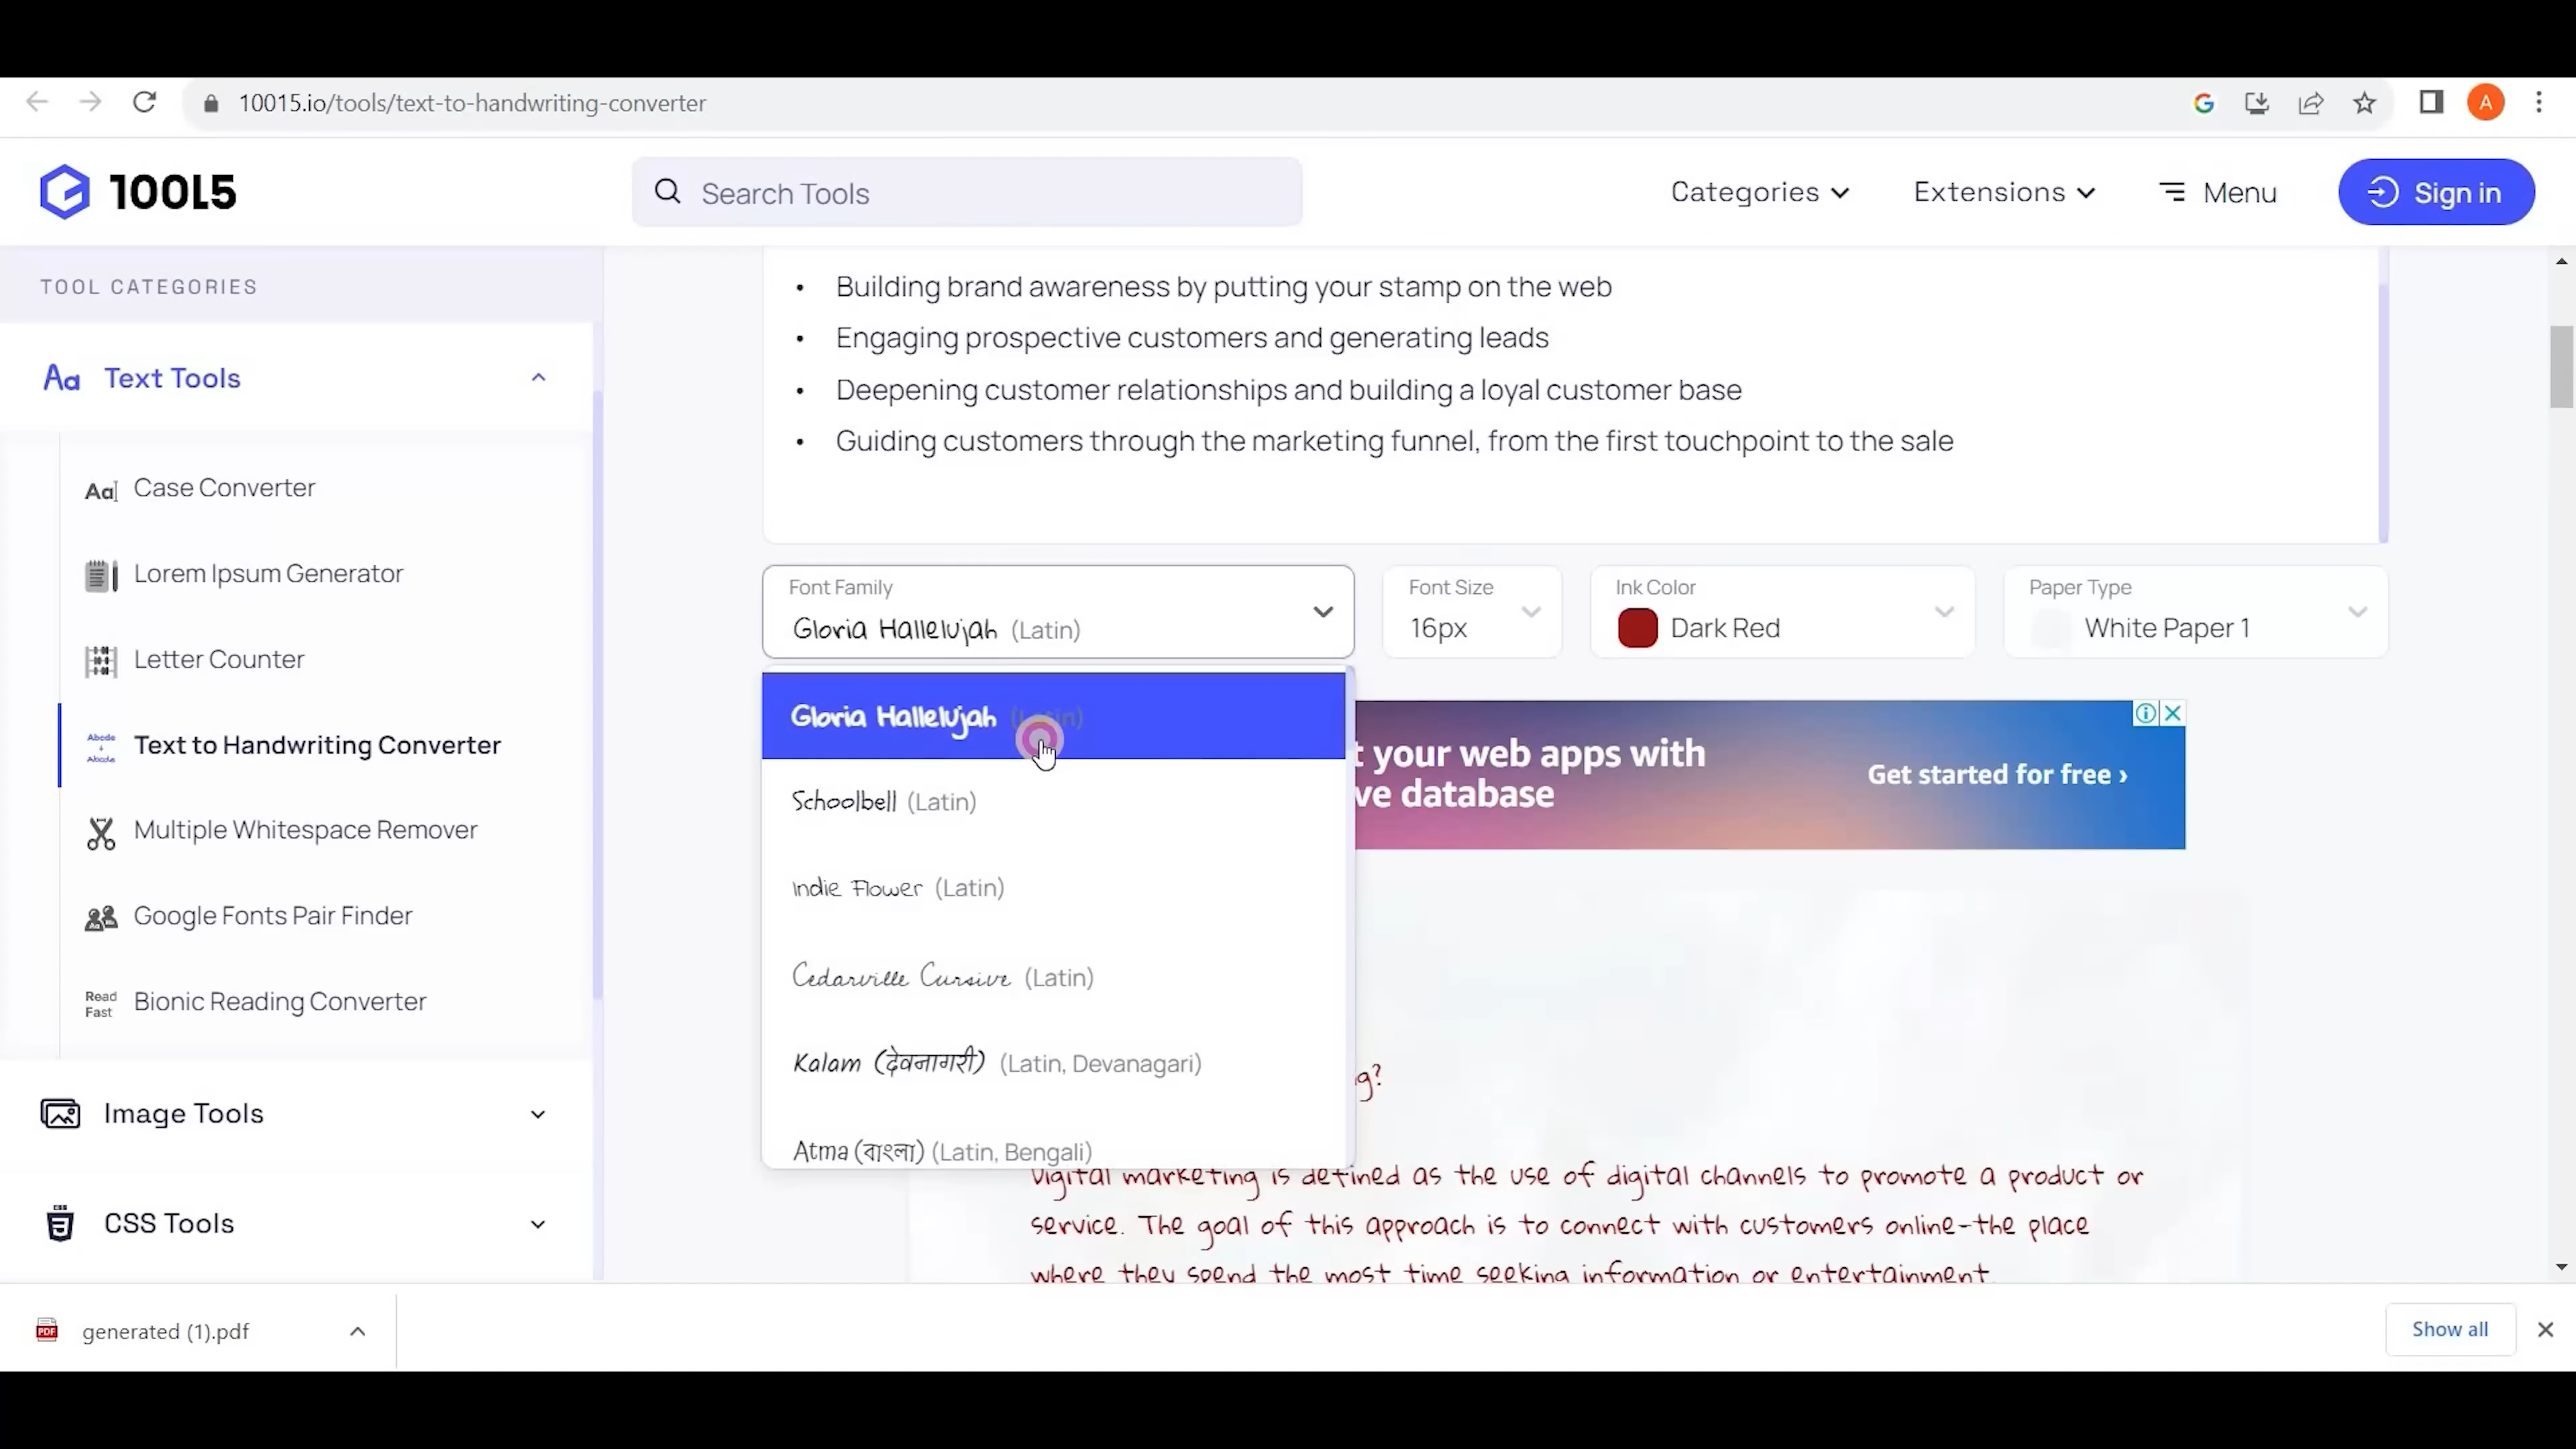 10015.io/tools/text-to-handwriting-converter
A
10015
Search Tools
Categories
Extensions
Menu
Sign in
TOOL CATEGORIES
Aa Text Tools
Aa Case Converter
Lorem Ipsum Generator
Letter Counter
Abcde
Abcde
Text to Handwriting Converter
Multiple Whitespace Remover
Aa
Google Fonts Pair Finder
Read
Fast
Bionic Reading Converter
Image Tools
CSS
CSS Tools
• Building brand awareness by putting your stamp on the web
• Engaging prospective customers and generating leads
• Deepening customer relationships and building a loyal customer base
• Guiding customers through the marketing funnel, from the first touchpoint to the sale
Font Family
Gloria Hallelujah (Latin)
Font Size
16px
Ink Color
Dark Red
Paper Type
White Paper 1
Gloria Hallelujah (Latin)
Schoolbell (Latin)
Indie Flower (Latin)
Cedarville Cursive (Latin)
Kalam (देवनागरी) (Latin, Devanagari)
Atma (বাংলা) (Latin, Bengali)
your web apps with
database
Get started for free ›
Digital marketing is defined as the use of digital channels to promote a product or
service. The goal of this approach is to connect with customers online-the place
where they spend the most time seeking information or entertainment.
PDF
generated (1).pdf
Show all